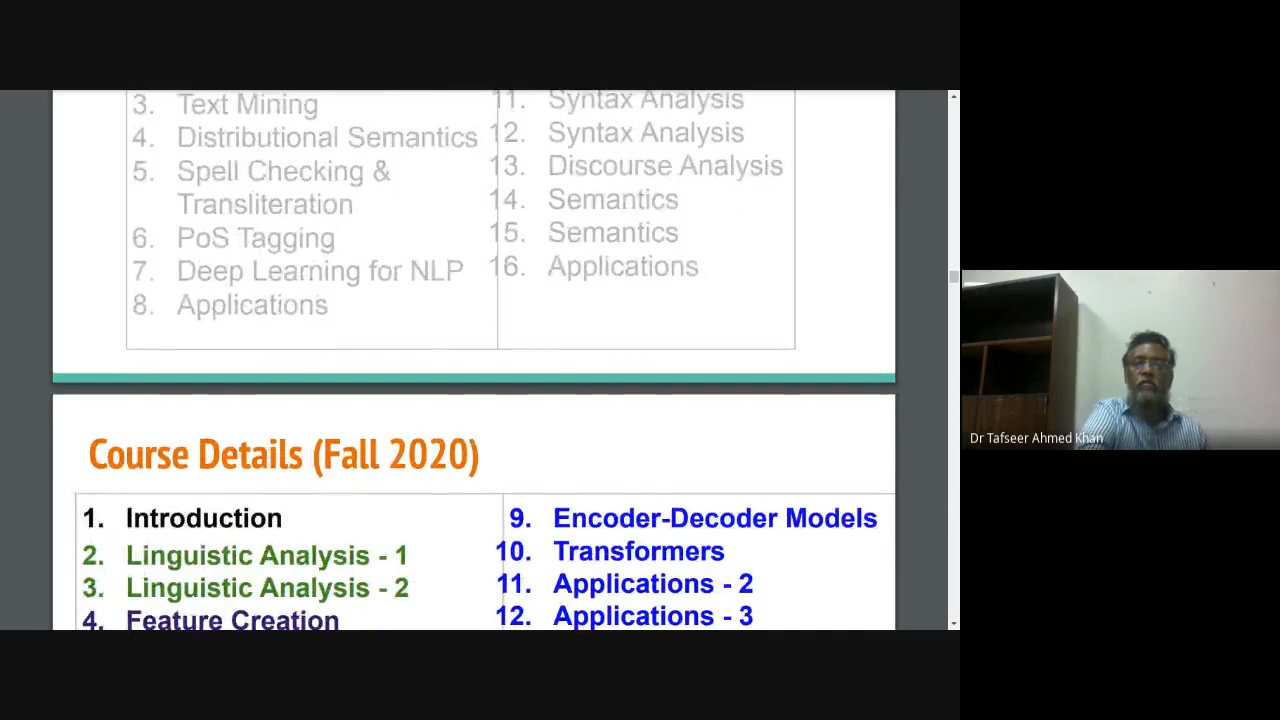 3. Text Mining
4. Distributional Semantics
5. Spell Checking &
Transliteration
6. PoS Tagging
7. Deep Learning for NLP
8. Applications
11. Syntax Analysis
12. Syntax Analysis
13. Discourse Analysis
14. Semantics
15. Semantics
16. Applications
Course Details (Fall 2020)
1. Introduction
2. Linguistic Analysis - 1
3. Linguistic Analysis - 2
4. Feature Creation
9. Encoder-Decoder Models
10. Transformers
11. Applications - 2
12. Applications - 3
Dr Tafseer Ahmed Khan